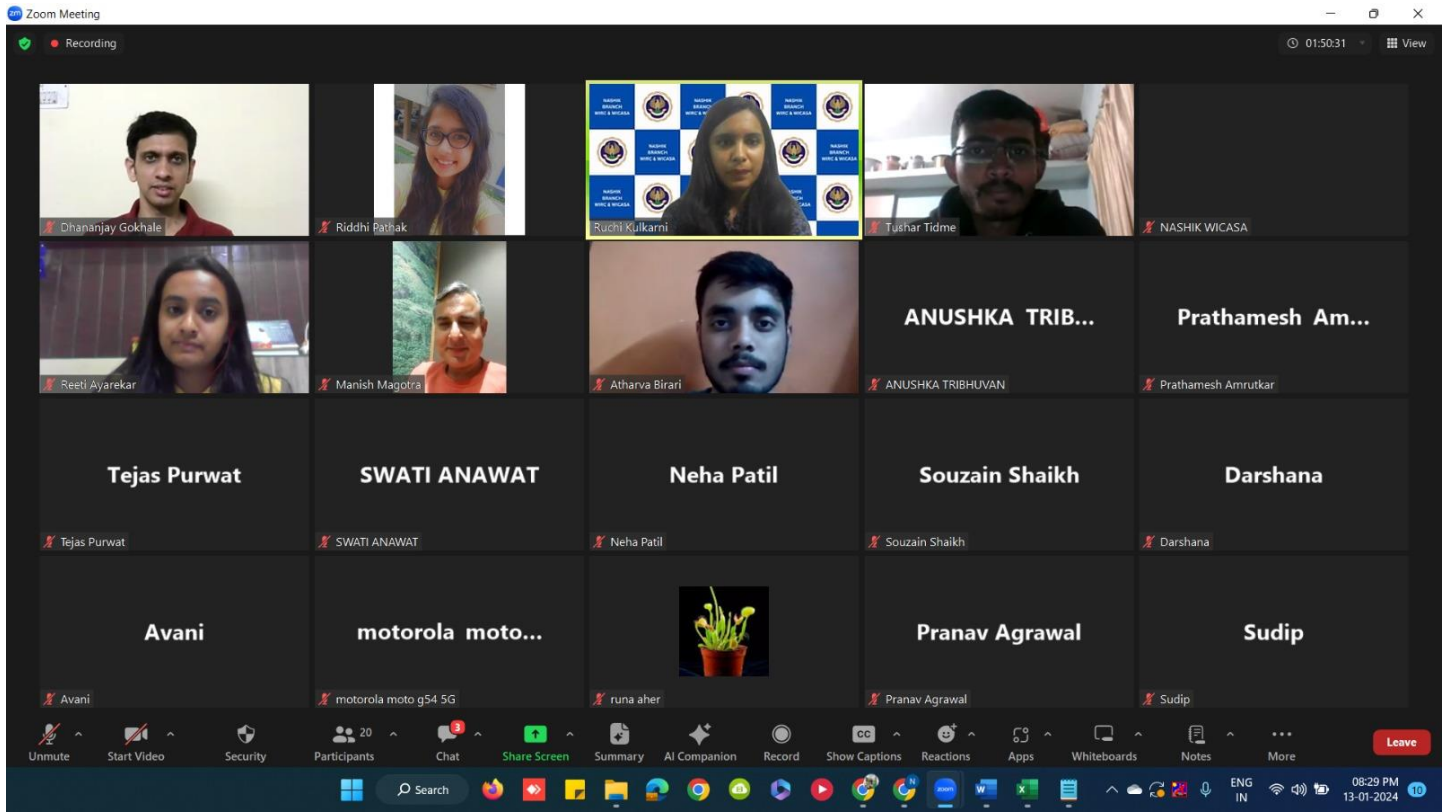 Zoom Meeting
Recording
01:50:31
View
NASHIK
BRANCH
WIRC & WICASA
Dhananjay Gokhale
Riddhi Pathak
Ruchi Kulkarni
Tushar Tidme
NASHIK WICASA
ANUSHKA TRIB...
Prathamesh Am...
Reeti Ayarekar
Manish Magotra
Atharva Birari
ANUSHKA TRIBHUVAN
Prathamesh Amrutkar
Tejas Purwat
SWATI ANAWAT
Neha Patil
Souzain Shaikh
Darshana
Tejas Purwat
SWATI ANAWAT
Neha Patil
Souzain Shaikh
Darshana
Avani
motorola moto...
Pranav Agrawal
Sudip
Avani
motorola moto g54 5G
runa aher
Pranav Agrawal
Sudip
20
3
Unmute
Start Video
Security
Participants
Chat
Share Screen
Summary
AI Companion
Record
Show Captions
Reactions
Apps
Whiteboards
Notes
More
Leave
Search
ENG
IN
08:29 PM
13-01-2024
10